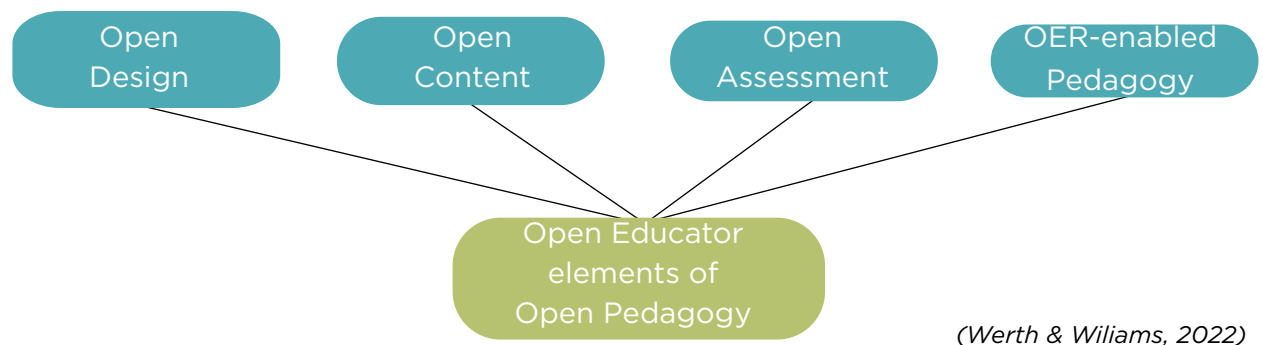 Open
Design
Open
Content
Open
Assessment
OER-enabled
Pedagogy
Open Educator
elements of
Open Pedagogy
(Werth & Wiliams, 2022)